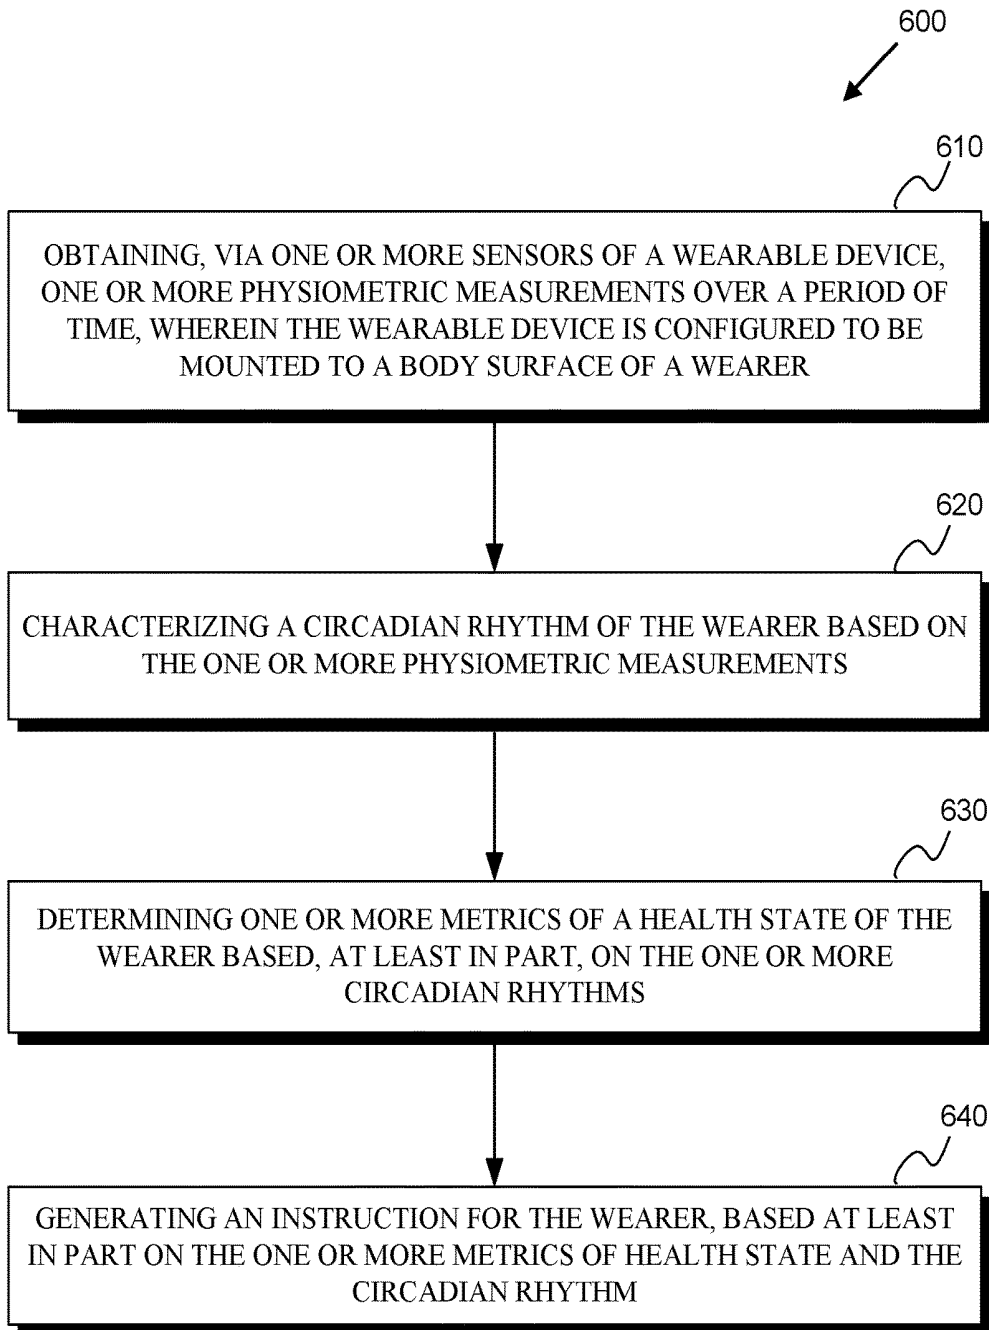 600
610
OBTAINING, VIA ONE OR MORE SENSORS OF A WEARABLE DEVICE,
ONE OR MORE PHYSIOMETRIC MEASUREMENTS OVER A PERIOD OF
TIME, WHEREIN THE WEARABLE DEVICE IS CONFIGURED TO BE
MOUNTED TO A BODY SURFACE OF A WEARER
620
CHARACTERIZING A CIRCADIAN RHYTHM OF THE WEARER BASED ON
THE ONE OR MORE PHYSIOMETRIC MEASUREMENTS
630
DETERMINING ONE OR MORE METRICS OF A HEALTH STATE OF THE
WEARER BASED, AT LEAST IN PART, ON THE ONE OR MORE
CIRCADIAN RHYTHMS
640
GENERATING AN INSTRUCTION FOR THE WEARER, BASED AT LEAST
IN PART ON THE ONE OR MORE METRICS OF HEALTH STATE AND THE
CIRCADIAN RHYTHM